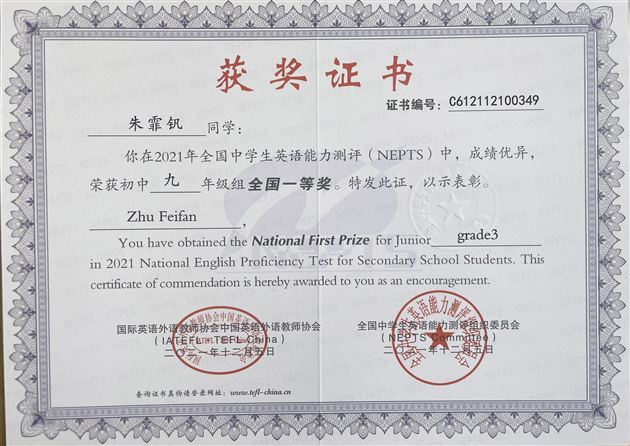 获奖证书
证书编号：C612112100349
朱霏钒同学：
你在2021年全国中学生英语能力测评（NEPTS）中，成绩优异，
荣获初中九年级组全国一等奖。特发此证，以示表彰。
Zhu Feifan,
You have obtained the National First Prize for Junior grade3
in 2021 National English Proficiency Test for Secondary School Students. This
certificate of commendation is hereby awarded to you as an encouragement.
国际英语外语教师协会中国英语外语教师协会
(IATEFL-TEFL China)
二〇二一年十二月五日
全国中学生英语能力测评组织委员会
(NEPTS Committee)
二〇二一年十二月五日
查询证书真伪请登录网址：www.tefl-china.cn